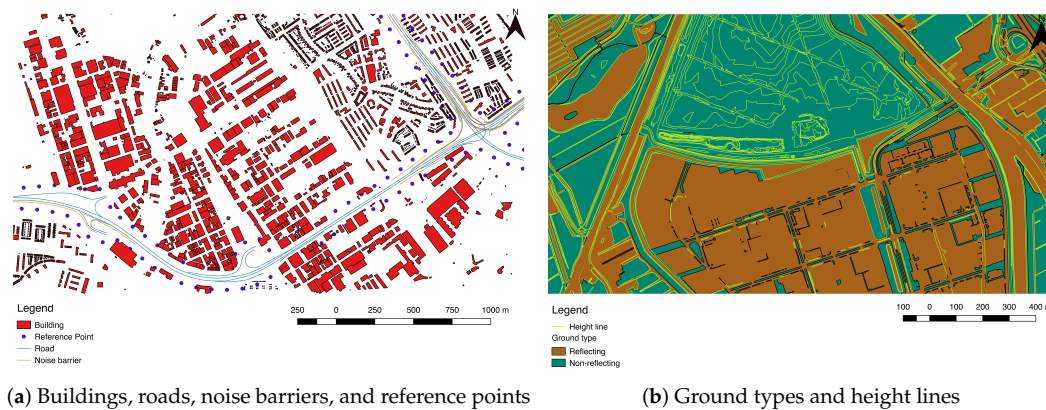 N
Legend
Building
Reference Point
Road
Noise barrier
250 0 250 500 750 1000 m
(a) Buildings, roads, noise barriers, and reference points
Legend
Height line
Ground type
Reflecting
Non-reflecting
100 0 100 200 300 400 m
(b) Ground types and height lines